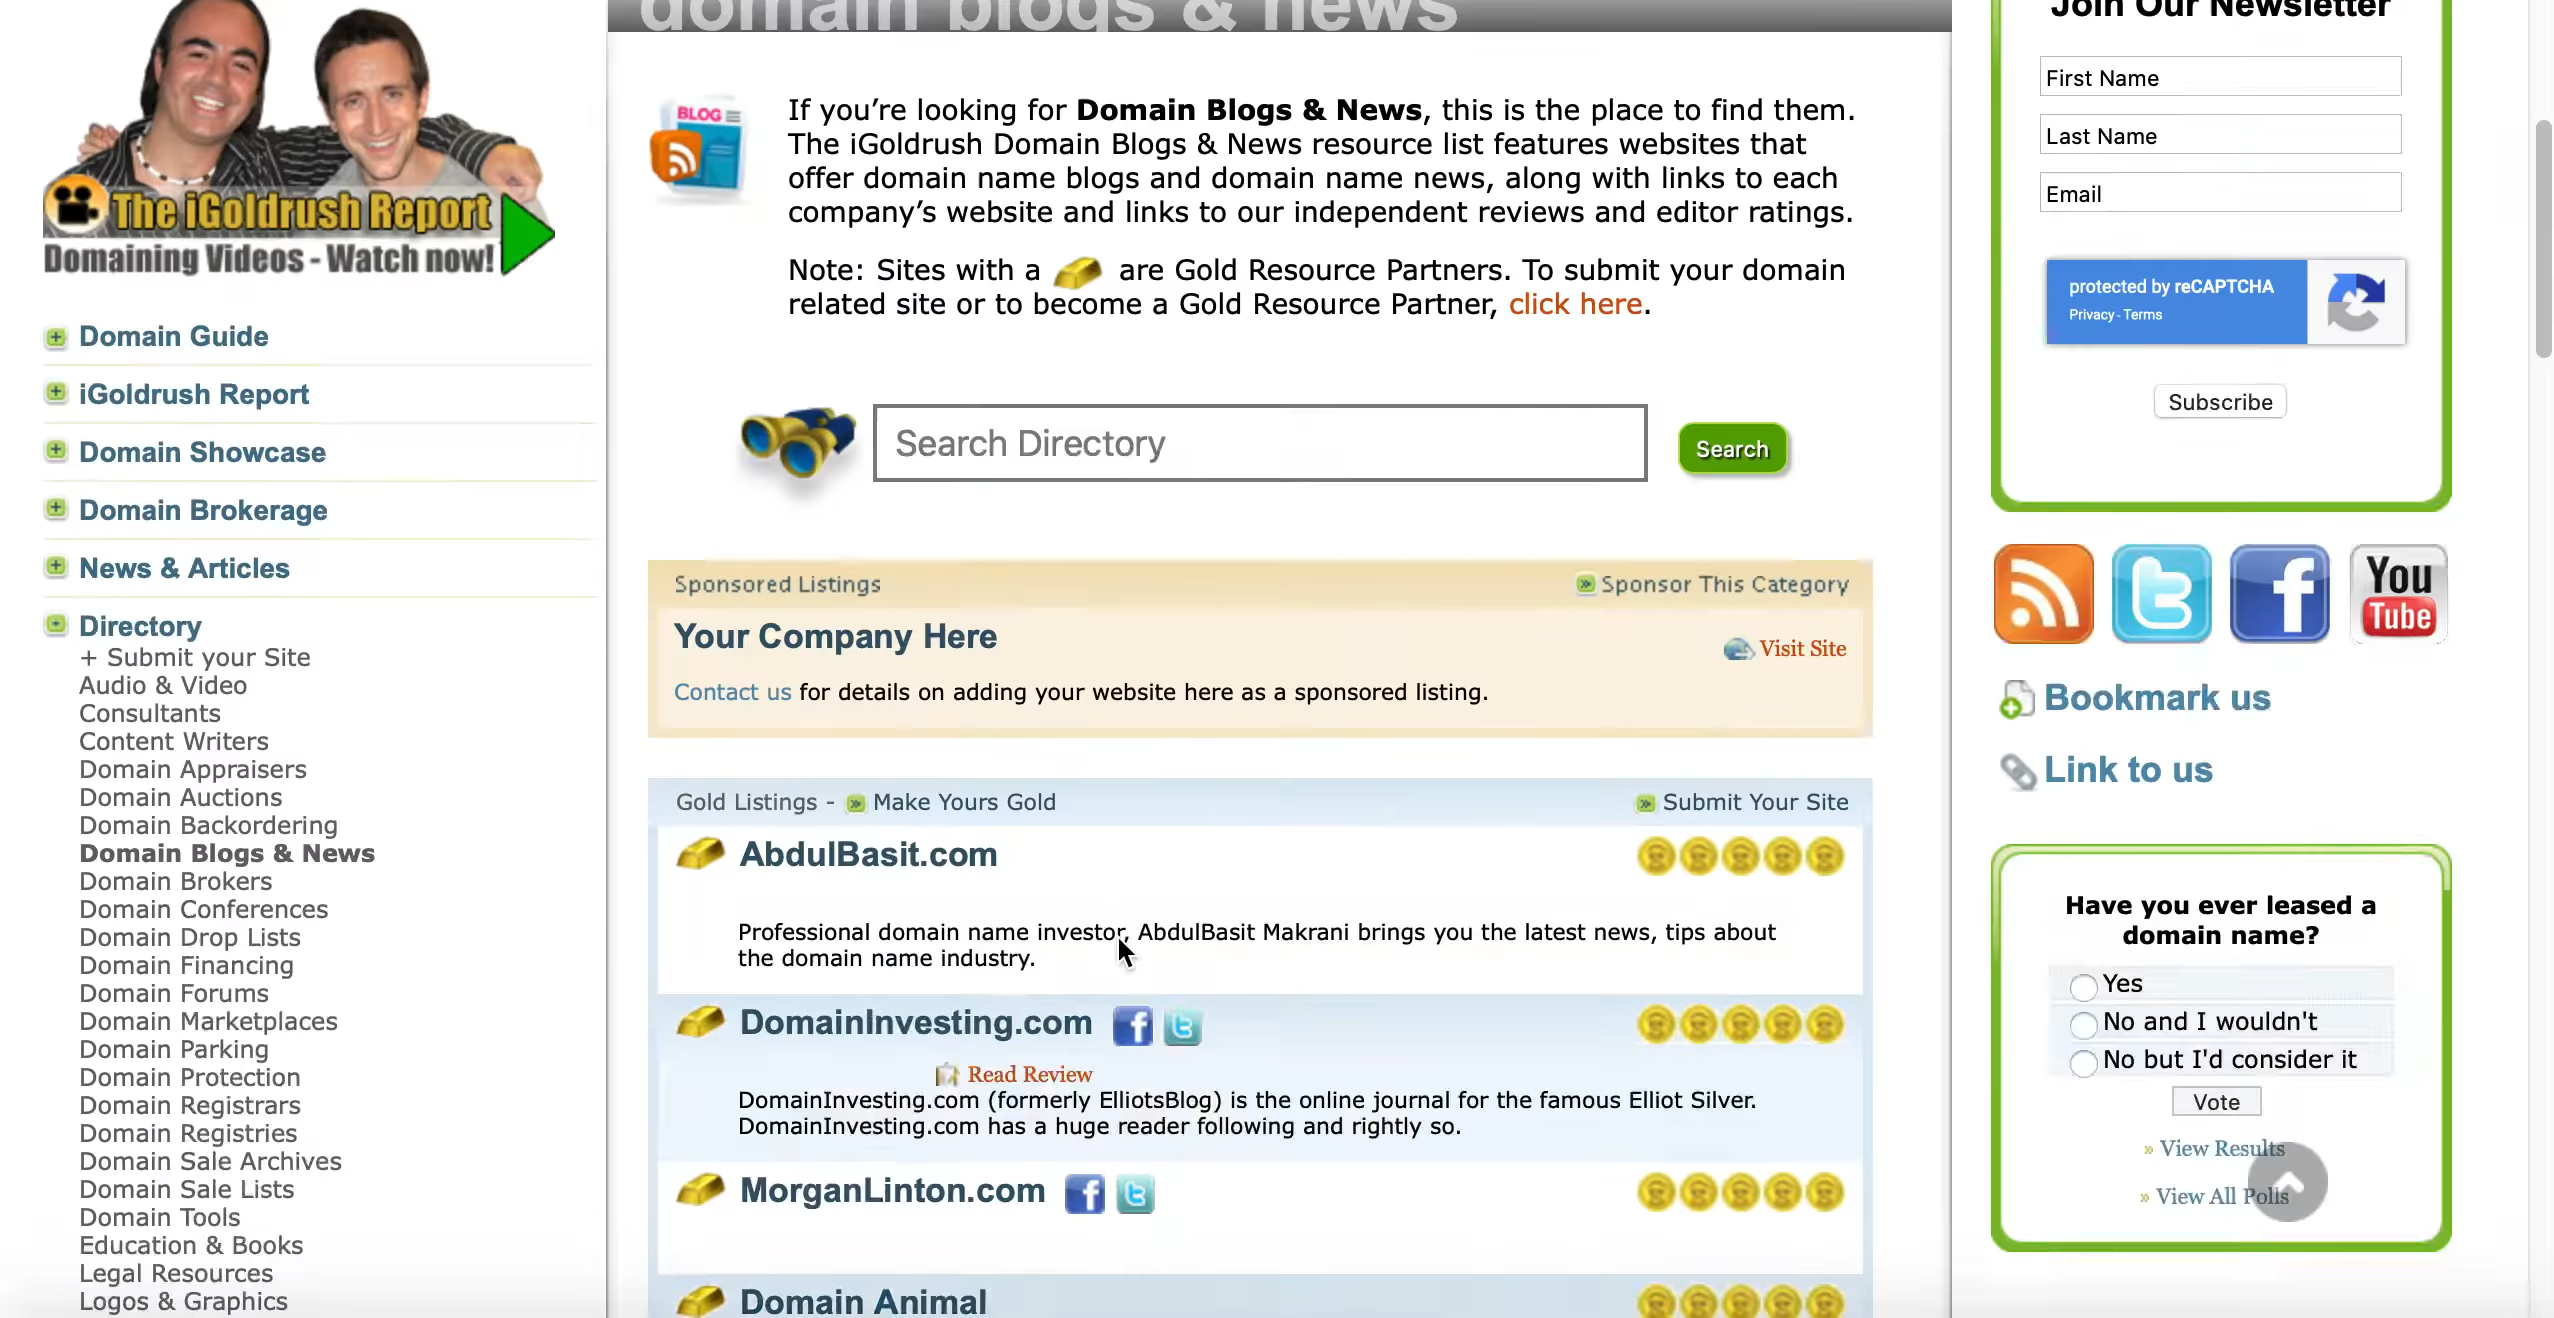 domain blogs & news
The iGoldrush Report
Domaining Videos - Watch now!
Domain Guide
iGoldrush Report
Domain Showcase
Domain Brokerage
News & Articles
Directory
+ Submit your Site
Audio & Video
Consultants
Content Writers
Domain Appraisers
Domain Auctions
Domain Backordering
Domain Blogs & News
Domain Brokers
Domain Conferences
Domain Drop Lists
Domain Financing
Domain Forums
Domain Marketplaces
Domain Parking
Domain Protection
Domain Registrars
Domain Registries
Domain Sale Archives
Domain Sale Lists
Domain Tools
Education & Books
Legal Resources
Logos & Graphics
BLOG
If you’re looking for Domain Blogs & News, this is the place to find them.
The iGoldrush Domain Blogs & News resource list features websites that
offer domain name blogs and domain name news, along with links to each
company’s website and links to our independent reviews and editor ratings.
Note: Sites with a are Gold Resource Partners. To submit your domain
related site or to become a Gold Resource Partner, click here.
Search Directory
Search
Sponsored Listings
Sponsor This Category
Your Company Here
Visit Site
Contact us for details on adding your website here as a sponsored listing.
Gold Listings - Make Yours Gold
Submit Your Site
AbdulBasit.com
Professional domain name investor, AbdulBasit Makrani brings you the latest news, tips about
the domain name industry.
DomainInvesting.com
Read Review
DomainInvesting.com (formerly ElliotsBlog) is the online journal for the famous Elliot Silver.
DomainInvesting.com has a huge reader following and rightly so.
MorganLinton.com
Domain Animal
Join Our Newsletter
First Name
Last Name
Email
protected by reCAPTCHA
Privacy - Terms
Subscribe
You
Tube
Bookmark us
Link to us
Have you ever leased a
domain name?
Yes
No and I wouldn't
No but I'd consider it
Vote
» View Results
» View All Polls